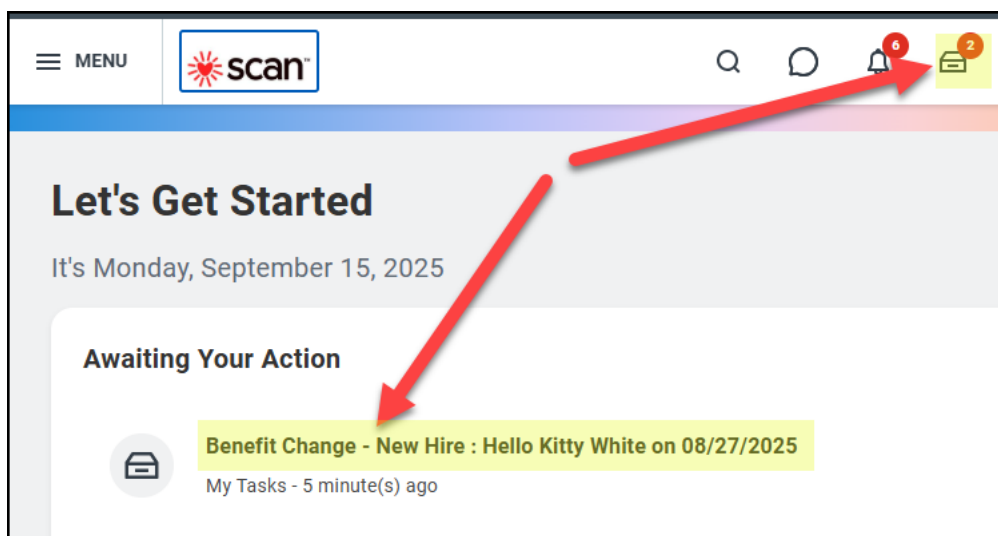 MENU
scan™
6
2
Let's Get Started
It's Monday, September 15, 2025
Awaiting Your Action
Benefit Change - New Hire : Hello Kitty White on 08/27/2025
My Tasks - 5 minute(s) ago